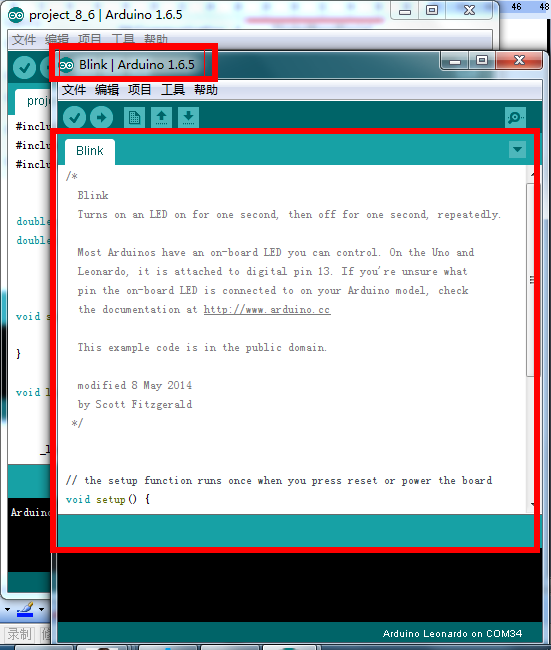 46 48
project_8_6 | Arduino 1.6.5
文件 编辑 项目 工具 帮助
Blink | Arduino 1.6.5
文件 编辑 项目 工具 帮助
Blink
/*
Blink
Turns on an LED on for one second, then off for one second, repeatedly.
Most Arduinos have an on-board LED you can control. On the Uno and
Leonardo, it is attached to digital pin 13. If you're unsure what
pin the on-board LED is connected to on your Arduino model, check
the documentation at http://www.arduino.cc
This example code is in the public domain.
modified 8 May 2014
by Scott Fitzgerald
*/
// the setup function runs once when you press reset or power the board
void setup() {
Arduino Leonardo on COM34
proj
#inclu
#inclu
#inclu
double
double
void s
}
void l
_l
Arduino
录制